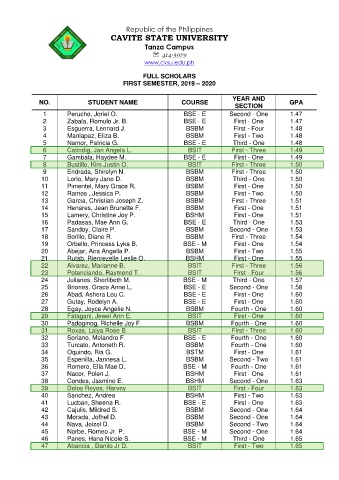 Republic of the Philippines
CAVITE STATE UNIVERSITY
Tanza Campus
☏ 414-3979
www.cvsu.edu.ph
FULL SCHOLARS
FIRST SEMESTER, 2019 – 2020
NO. STUDENT NAME COURSE YEAR AND SECTION GPA
1 Perucho, Joriel O. BSE - E Second - One 1.47
2 Zabala, Romulo Jr. B. BSE - E First - One 1.47
3 Esguerra, Lennard J. BSBM First - Four 1.48
4 Manlapaz, Eliza B. BSBM First - Two 1.48
5 Namor, Patricia G. BSE - E Third - One 1.48
6 Catindig, Jan Angela L. BSIT First - Three 1.49
7 Gambala, Haydee M. BSE - E First - One 1.49
8 Bustillo, Kim Justin O. BSIT First - Three 1.50
9 Endrada, Shirelyn N. BSBM First - Three 1.50
10 Lorio, Mary Jane D. BSBM Third - One 1.50
11 Pimentel, Mary Grace R. BSBM First - One 1.50
12 Ramos , Jessica P. BSBM First - Two 1.50
13 Garcia, Christian Joseph Z. BSBM First - Three 1.51
14 Henares, Jean Brunette F. BSBM First - One 1.51
15 Lamery, Christine Joy P. BSHM First - One 1.51
16 Padasas, Mae Ann G. BSE - E Third - One 1.53
17 Sandoy, Claire P. BSBM Second - One 1.53
18 Borillo, Diana R. BSBM First - Three 1.54
19 Orbello, Princess Lyka B. BSE - M First - One 1.54
20 Abejar, Aira Angella P. BSBM First - Two 1.55
21 Rutab, Rienrezelle Leslie O. BSHM First - One 1.55
22 Alvarez, Marianne B. BSIT First - Three 1.56
23 Potenciando, Raymond T. BSIT First - Four 1.56
24 Julianes, Sherlibeth M. BSE - M Third - One 1.57
25 Briones, Grace Anne L. BSE - E Second - One 1.58
26 Abad, Ashera Lou C. BSE - E First - One 1.60
27 Gutay, Rodelyn A. BSE - E First - One 1.60
28 Egay, Joyce Angelie N. BSBM Fourth - One 1.60
29 Fallagani, Jewel Ann E. BSIT First - One 1.60
30 Padoginog, Richelle Joy F. BSBM Fourth - One 1.60
31 Roxas, Laiya Rose B. BSIT First - Three 1.60
32 Soriano, Melandro F. BSE - E Fourth - One 1.60
33 Turcato, Antoneth R. BSBM Fourth - One 1.60
34 Oquindo, Ria G. BSTM First - One 1.61
35 Espenilla, Jannesa L. BSBM Second - Two 1.61
36 Romero, Ella Mae D. BSE - M Fourth - One 1.61
37 Nacor, Polen J. BSHM First - One 1.61
38 Condes, Jasmine E. BSHM Second - One 1.63
39 Delos Reyes, Harvey BSIT First - Four 1.63
40 Sanchez, Andrea BSHM First - Two 1.63
41 Lucban, Sheena R. BSE - E First - One 1.63
42 Cajulis, Mildred S. BSBM Second - One 1.64
43 Morada, Jofhel D. BSBM Second - One 1.64
44 Nava, Joizel D. BSBM Second - Two 1.64
45 Norbe, Romeo Jr. P. BSE - M Second - One 1.64
46 Panes, Hana Nicole S. BSE - M Third - One 1.65
47 Abancia , Danilo Jr D. BSIT First - Two 1.65